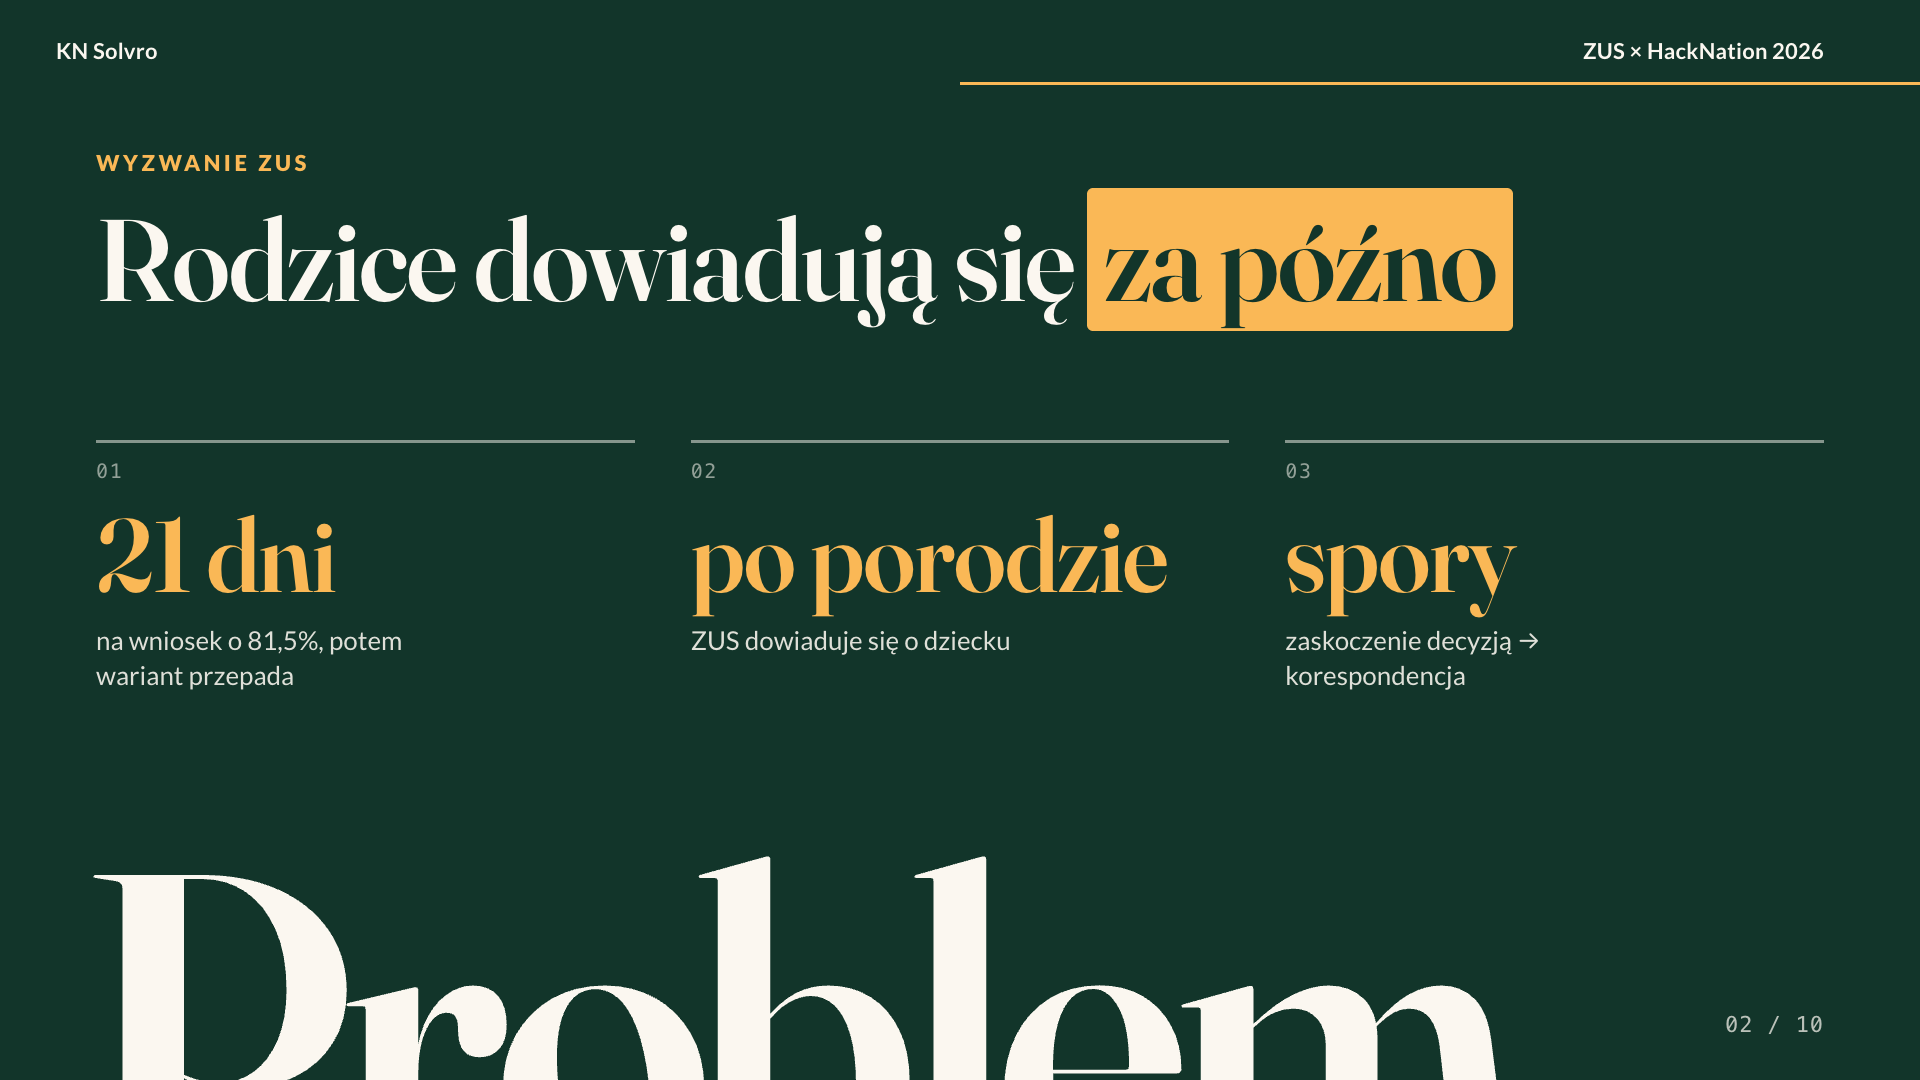 KN Solvro
ZUS × HackNation 2026
WYZWANIE ZUS
Rodzice dowiadują się za późno
01
21 dni
na wniosek o 81,5%, potem
wariant przepada
02
po porodzie
ZUS dowiaduje się o dziecku
03
spory
zaskoczenie decyzją →
korespondencja
Problem
02 / 10